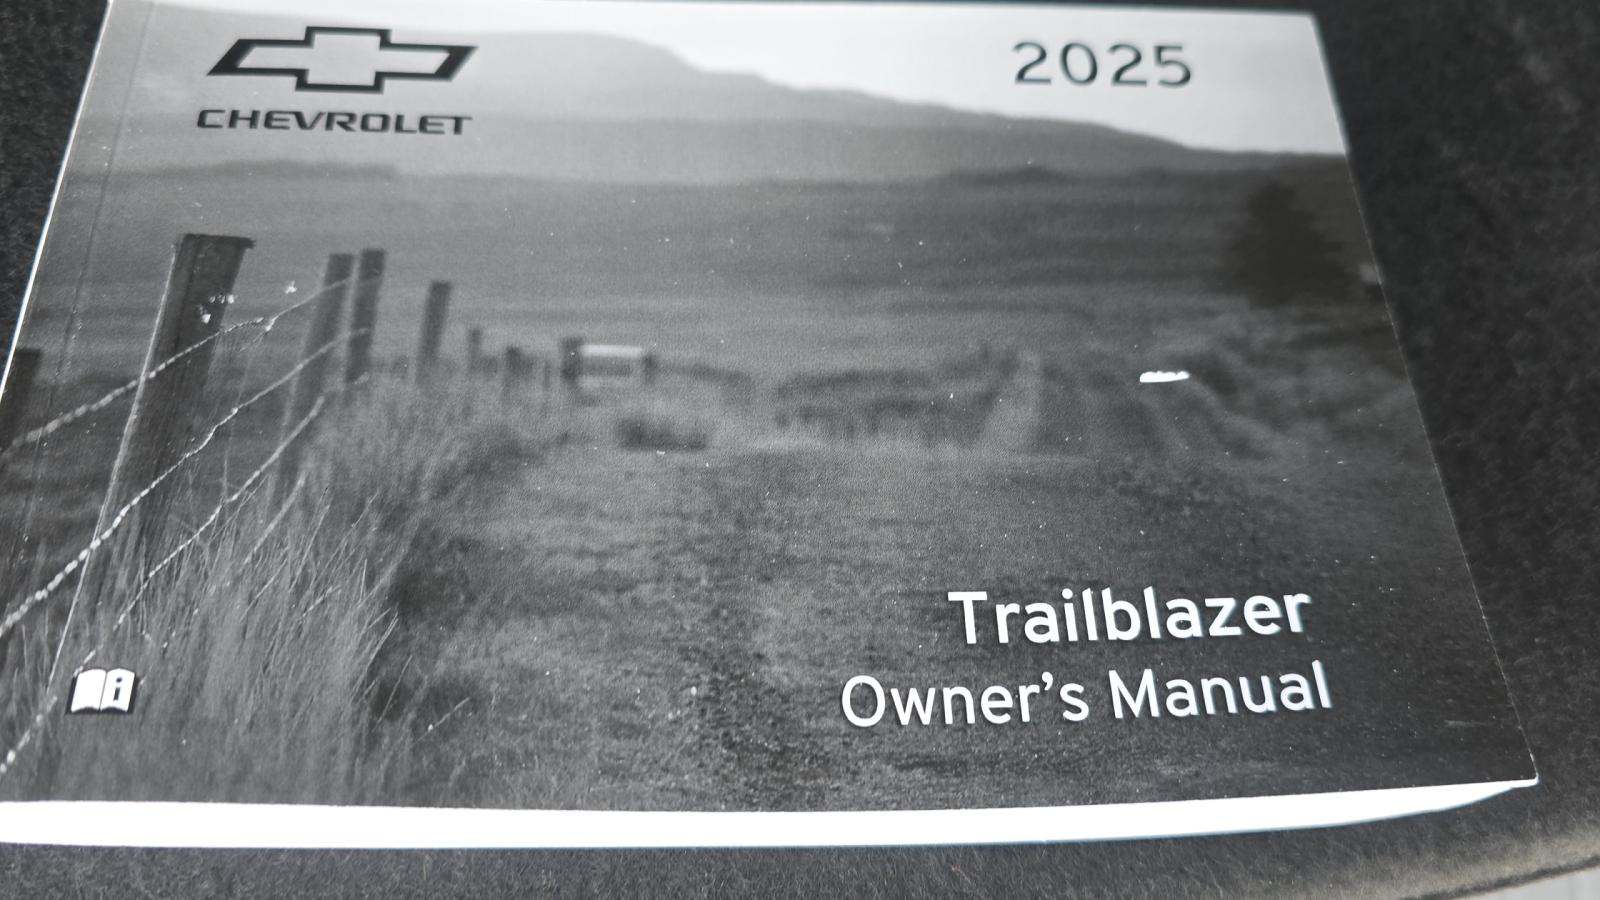 CHEVROLET
2025
Trailblazer
Owner's Manual